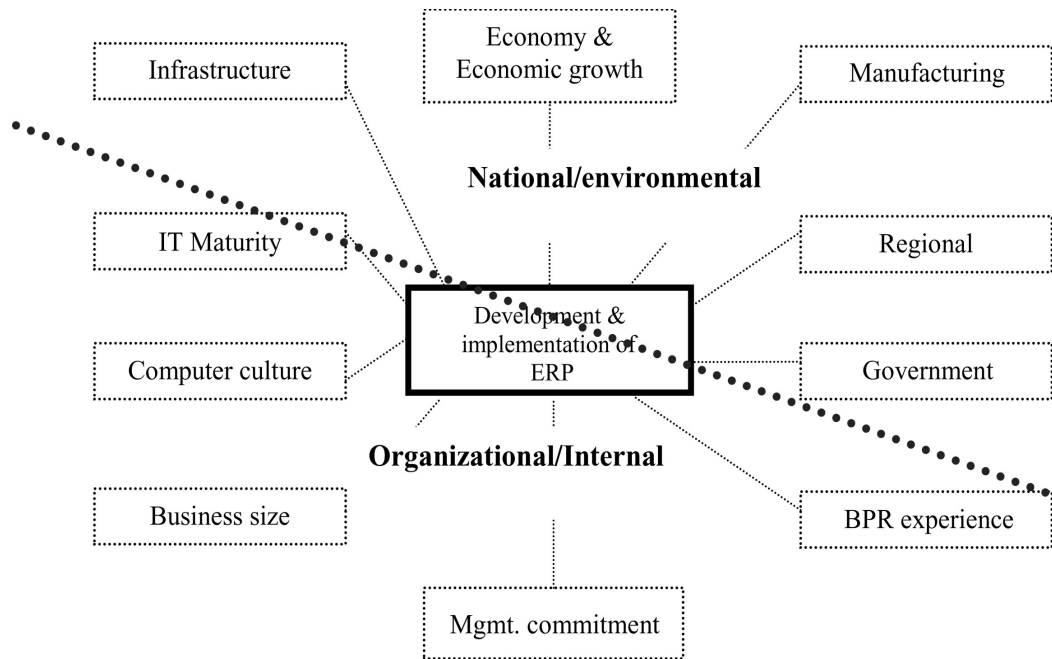 Economy &
Economic growth
Infrastructure
Manufacturing
National/environmental
IT Maturity
Regional
Development &
implementation of
ERP
Computer culture
Government
Organizational/Internal
Business size
BPR experience
Mgmt. commitment